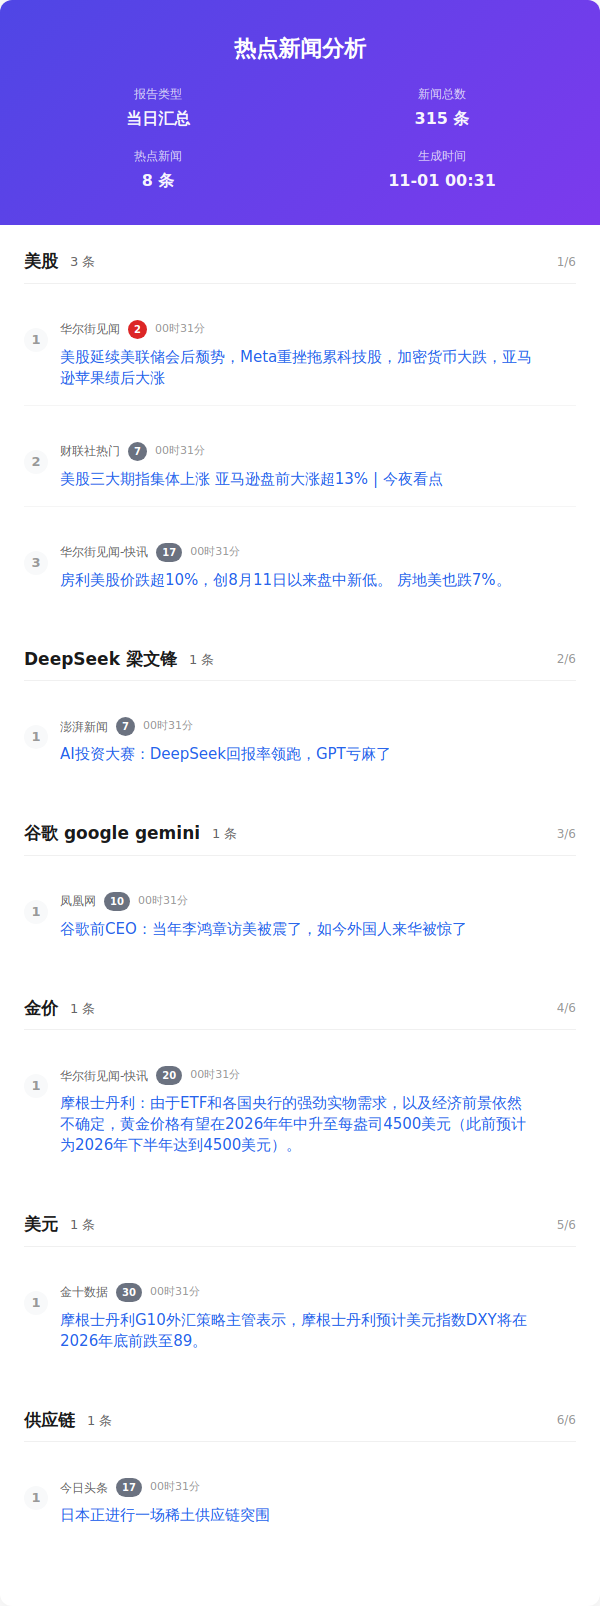 热点新闻分析
报告类型
新闻总数
当日汇总
315 条
热点新闻
生成时间
8 条
11-01 00:31
美股 3 条 1/6
1
华尔街见闻 2 00时31分
美股延续美联储会后颓势，Meta重挫拖累科技股，加密货币大跌，亚马
逊苹果绩后大涨
2
财联社热门 7 00时31分
美股三大期指集体上涨 亚马逊盘前大涨超13% | 今夜看点
3
华尔街见闻-快讯 17 00时31分
房利美股价跌超10%，创8月11日以来盘中新低。 房地美也跌7%。
DeepSeek 梁文锋 1 条 2/6
1
澎湃新闻 7 00时31分
AI投资大赛：DeepSeek回报率领跑，GPT亏麻了
谷歌 google gemini 1 条 3/6
1
凤凰网 10 00时31分
谷歌前CEO：当年李鸿章访美被震了，如今外国人来华被惊了
金价 1 条 4/6
1
华尔街见闻-快讯 20 00时31分
摩根士丹利：由于ETF和各国央行的强劲实物需求，以及经济前景依然
不确定，黄金价格有望在2026年年中升至每盎司4500美元（此前预计
为2026年下半年达到4500美元）。
美元 1 条 5/6
1
金十数据 30 00时31分
摩根士丹利G10外汇策略主管表示，摩根士丹利预计美元指数DXY将在
2026年底前跌至89。
供应链 1 条 6/6
1
今日头条 17 00时31分
日本正进行一场稀土供应链突围